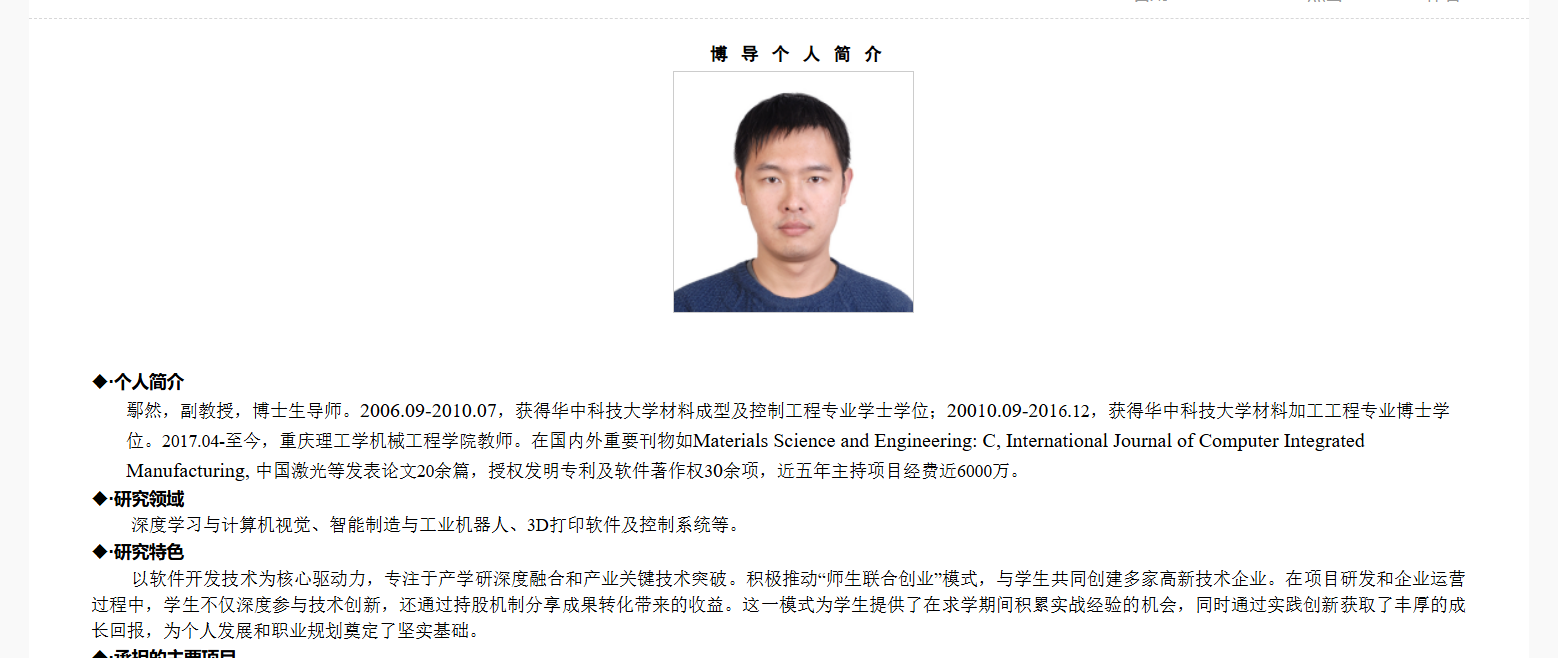 博 导 个 人 简 介
◆·个人简介
鄢然，副教授，博士生导师。2006.09-2010.07，获得华中科技大学材料成型及控制工程专业学士学位；20010.09-2016.12，获得华中科技大学材料加工工程专业博士学
位。2017.04-至今，重庆理工学机械工程学院教师。在国内外重要刊物如Materials Science and Engineering: C, International Journal of Computer Integrated
Manufacturing, 中国激光等发表论文20余篇，授权发明专利及软件著作权30余项，近五年主持项目经费近6000万。
◆·研究领域
深度学习与计算机视觉、智能制造与工业机器人、3D打印软件及控制系统等。
◆·研究特色
以软件开发技术为核心驱动力，专注于产学研深度融合和产业关键技术突破。积极推动“师生联合创业”模式，与学生共同创建多家高新技术企业。在项目研发和企业运营
过程中，学生不仅深度参与技术创新，还通过持股机制分享成果转化带来的收益。这一模式为学生提供了在求学期间积累实战经验的机会，同时通过实践创新获取了丰厚的成
长回报，为个人发展和职业规划奠定了坚实基础。
◆·承担的主要项目